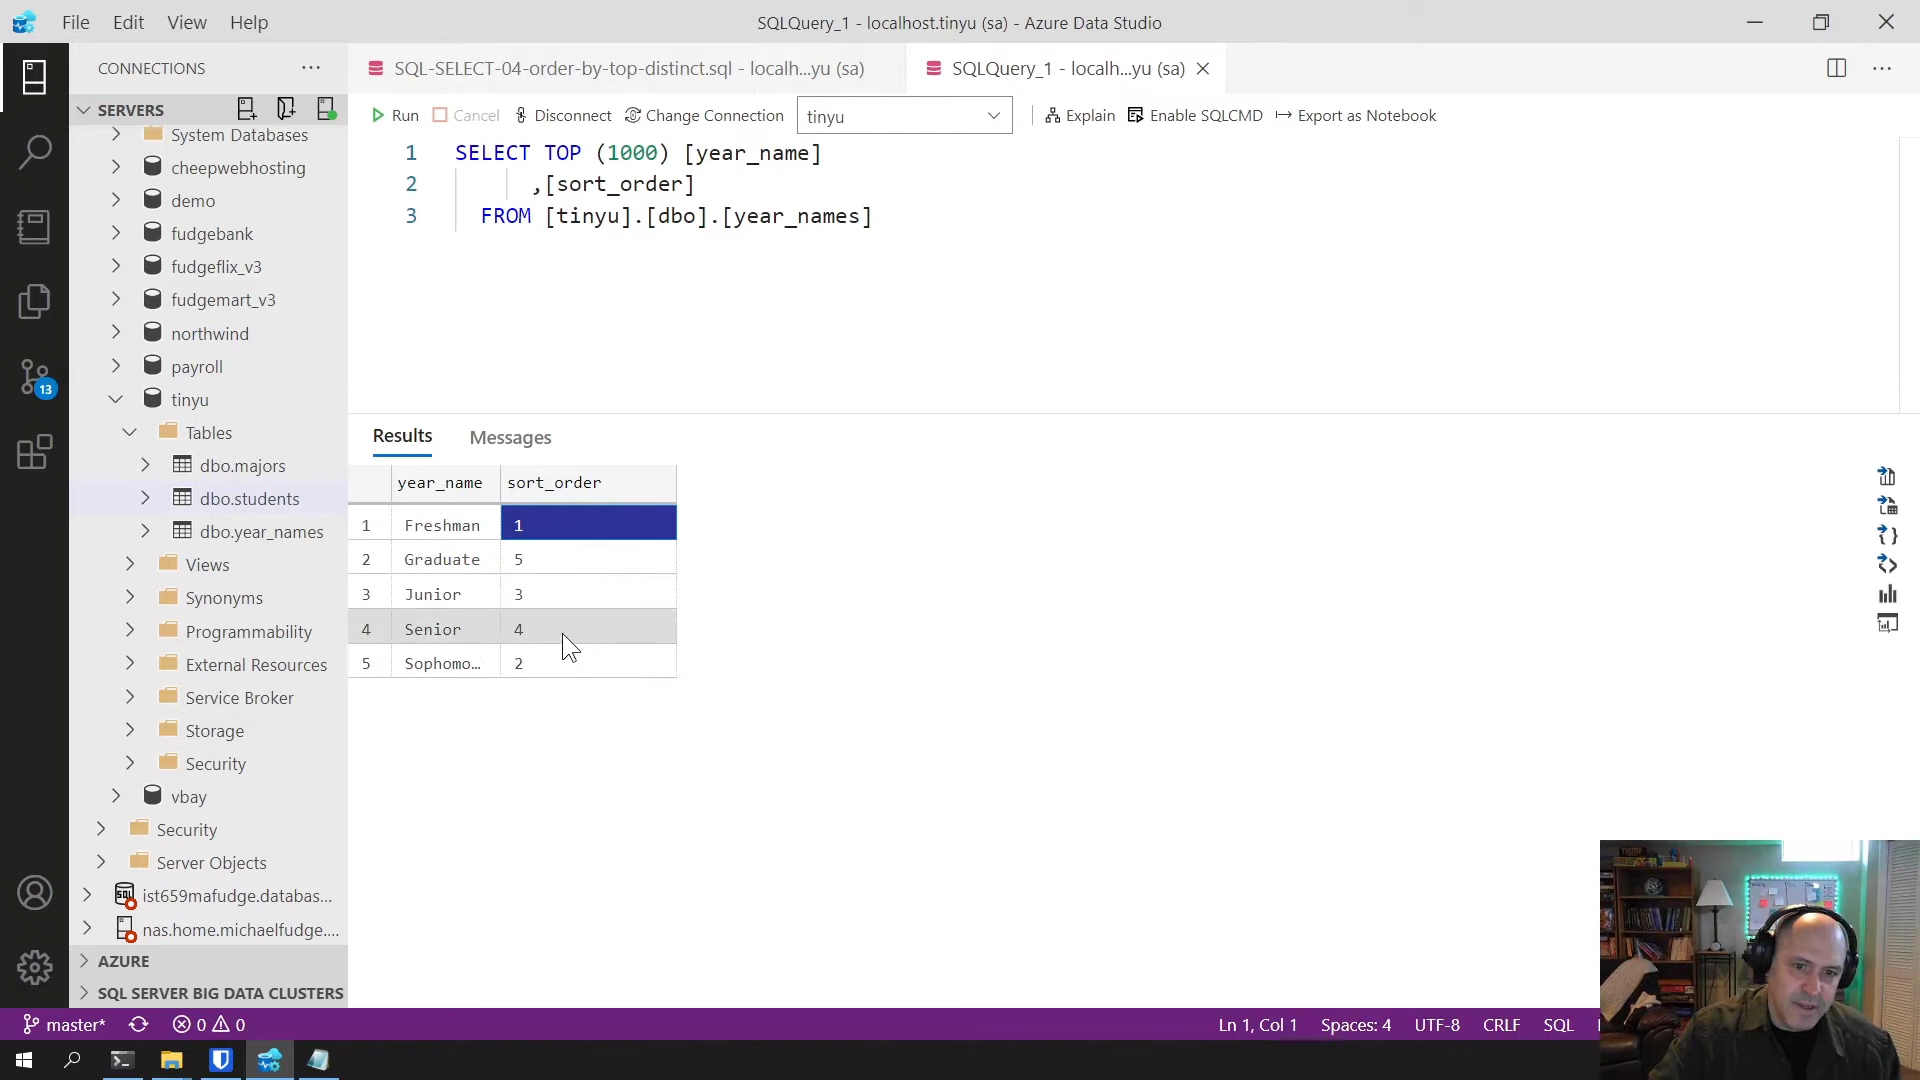 File Edit View Help
SQLQuery_1 - localhost.tinyu (sa) - Azure Data Studio
CONNECTIONS
SQL-SELECT-04-order-by-top-distinct.sql - localh...yu (sa)
SQLQuery_1 - localh...yu (sa)
SERVERS
Run Cancel Disconnect Change Connection tinyu Explain Enable SQLCMD Export as Notebook
System Databases
cheepwebhosting
demo
fudgebank
fudgeflix_v3
fudgemart_v3
northwind
payroll
tinyu
Tables
dbo.majors
dbo.students
dbo.year_names
Views
Synonyms
Programmability
External Resources
Service Broker
Storage
Security
vbay
Security
Server Objects
ist659mafudge.databas...
nas.home.michaelfudge....
AZURE
SQL SERVER BIG DATA CLUSTERS
13
1 SELECT TOP (1000) [year_name]
2 ,[sort_order]
3 FROM [tinyu].[dbo].[year_names]
Results Messages
year_name sort_order
1 Freshman 1
2 Graduate 5
3 Junior 3
4 Senior 4
5 Sophomo... 2
master* 0 0 Ln 1, Col 1 Spaces: 4 UTF-8 CRLF SQL